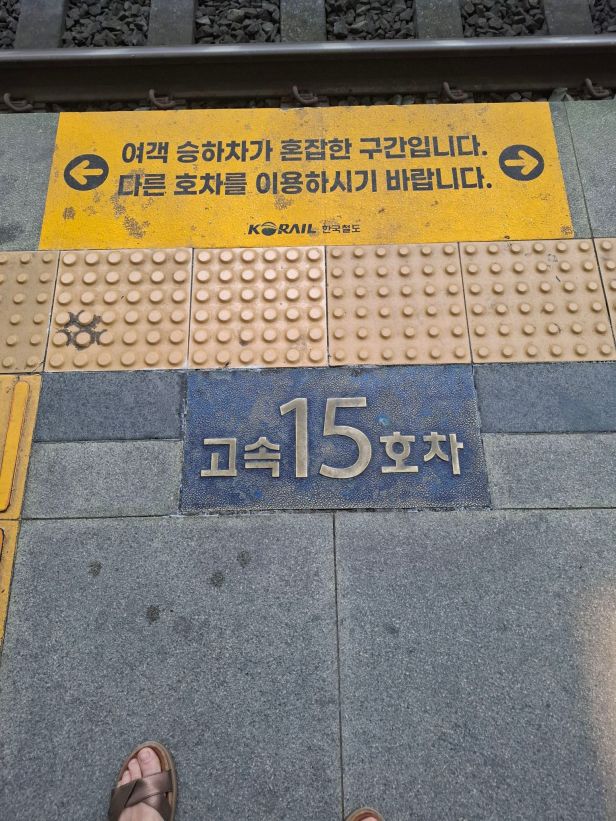 여객 승하차가 혼잡한 구간입니다.
다른 호차를 이용하시기 바랍니다.
KORAIL 한국철도
고속15호차